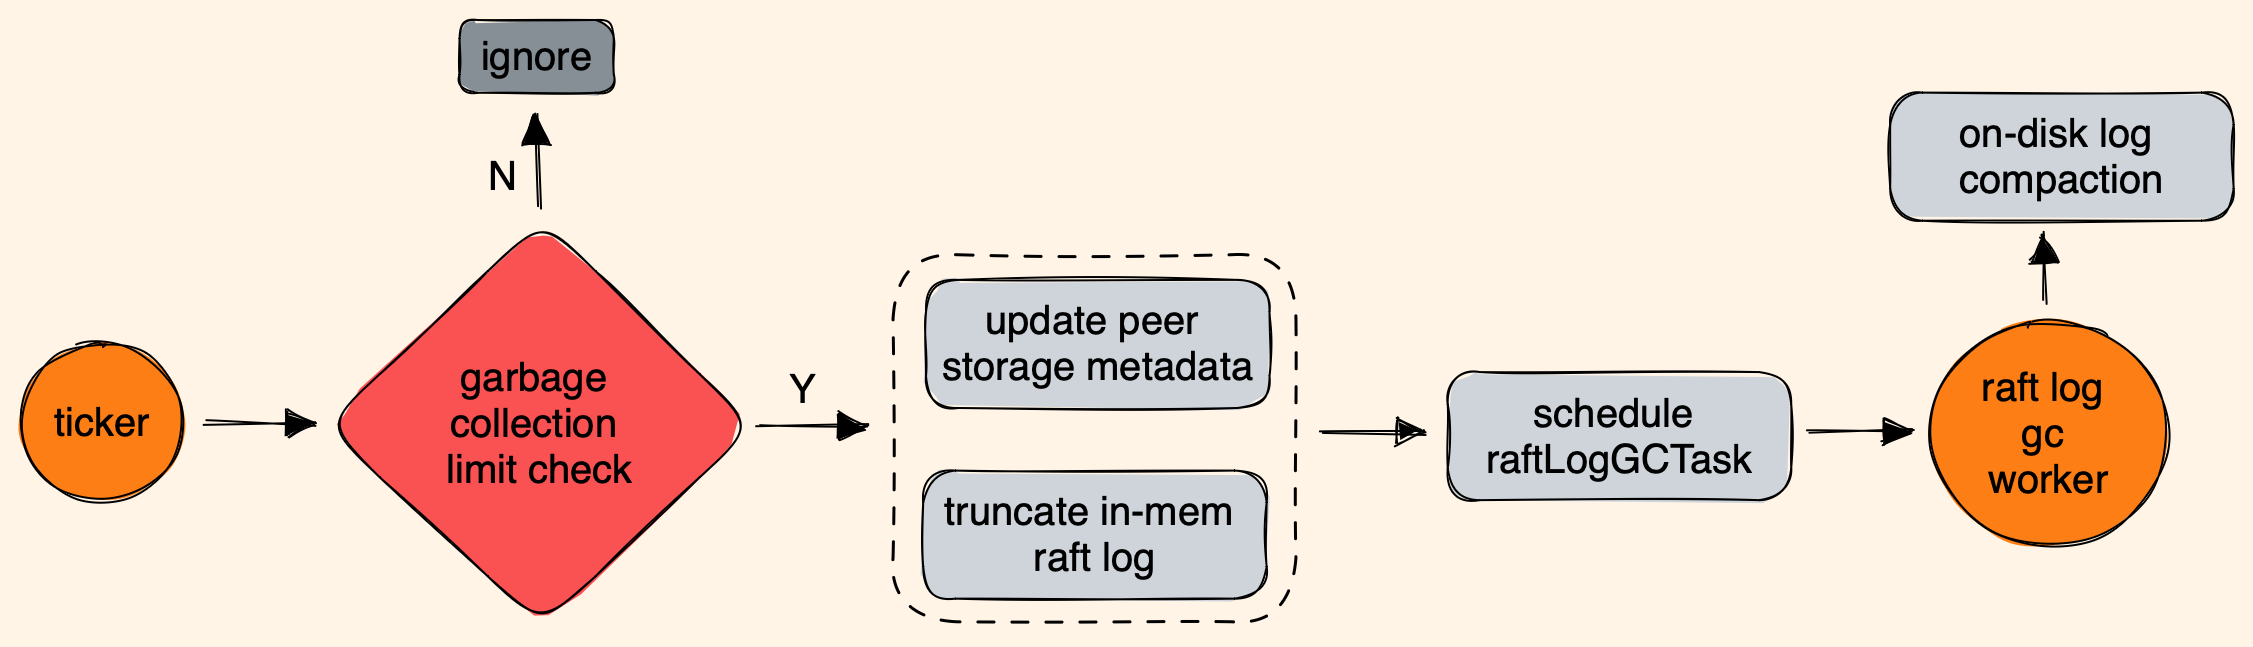 ignore
N
ticker
garbage
collection
limit check
Y
update peer
storage metadata
truncate in-mem
raft log
schedule
raftLogGCTask
raft log
gc
worker
on-disk log
compaction